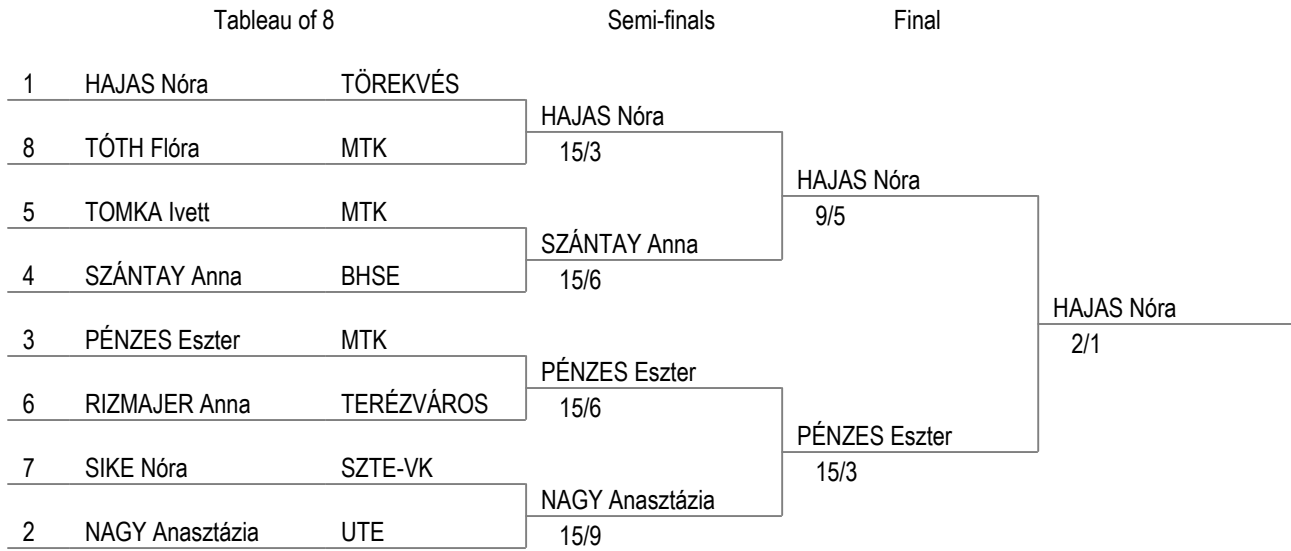 Tableau of 8 Semi-finals Final
1 HAJAS Nóra TÖREKVÉS
HAJAS Nóra
8 TÓTH Flóra MTK
15/3
HAJAS Nóra
5 TOMKA Ivett MTK
9/5
SZÁNTAY Anna
4 SZÁNTAY Anna BHSE
15/6
HAJAS Nóra
3 PÉNZES Eszter MTK
2/1
PÉNZES Eszter
6 RIZMAJER Anna TERÉZVÁROS
15/6
PÉNZES Eszter
7 SIKE Nóra SZTE-VK
15/3
NAGY Anasztázia
2 NAGY Anasztázia UTE
15/9